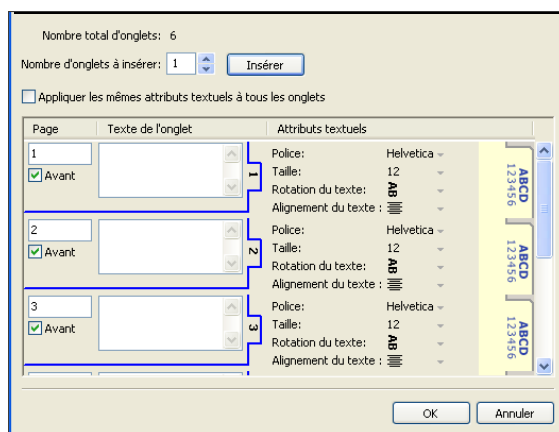 Nombre total d'onglets: 6
Nombre d'onglets à insérer: 1 Insérer
Appliquer les mêmes attributs textuels à tous les onglets
Page Texte de l'onglet Attributs textuels
1 Police: Helvetica
Avant 1 Taille: 12
Rotation du texte: AB
Alignement du texte :
ABCD
123456
2 Police: Helvetica
Avant 2 Taille: 12
Rotation du texte: AB
Alignement du texte :
ABCD
123456
3 Police: Helvetica
Avant 3 Taille: 12
Rotation du texte: AB
Alignement du texte :
ABCD
123456
OK Annuler